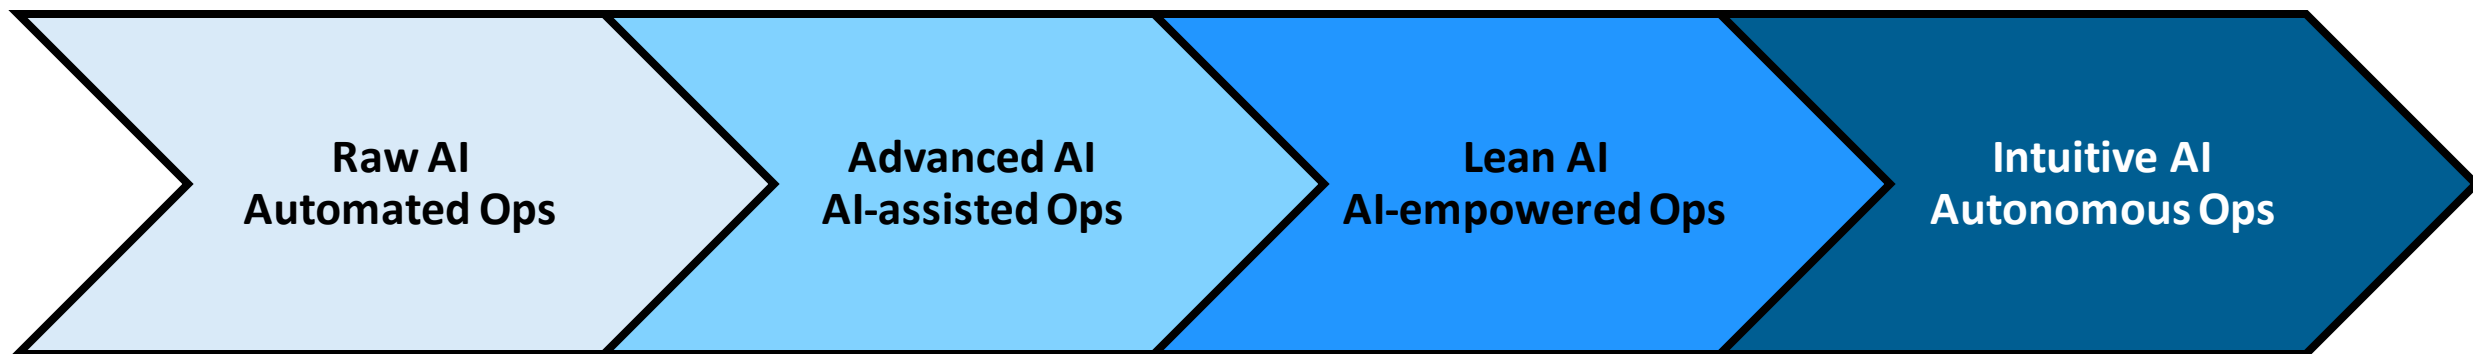 Raw AI
Automated Ops
Advanced AI
AI-assisted Ops
Lean AI
AI-empowered Ops
Intuitive AI
Autonomous Ops